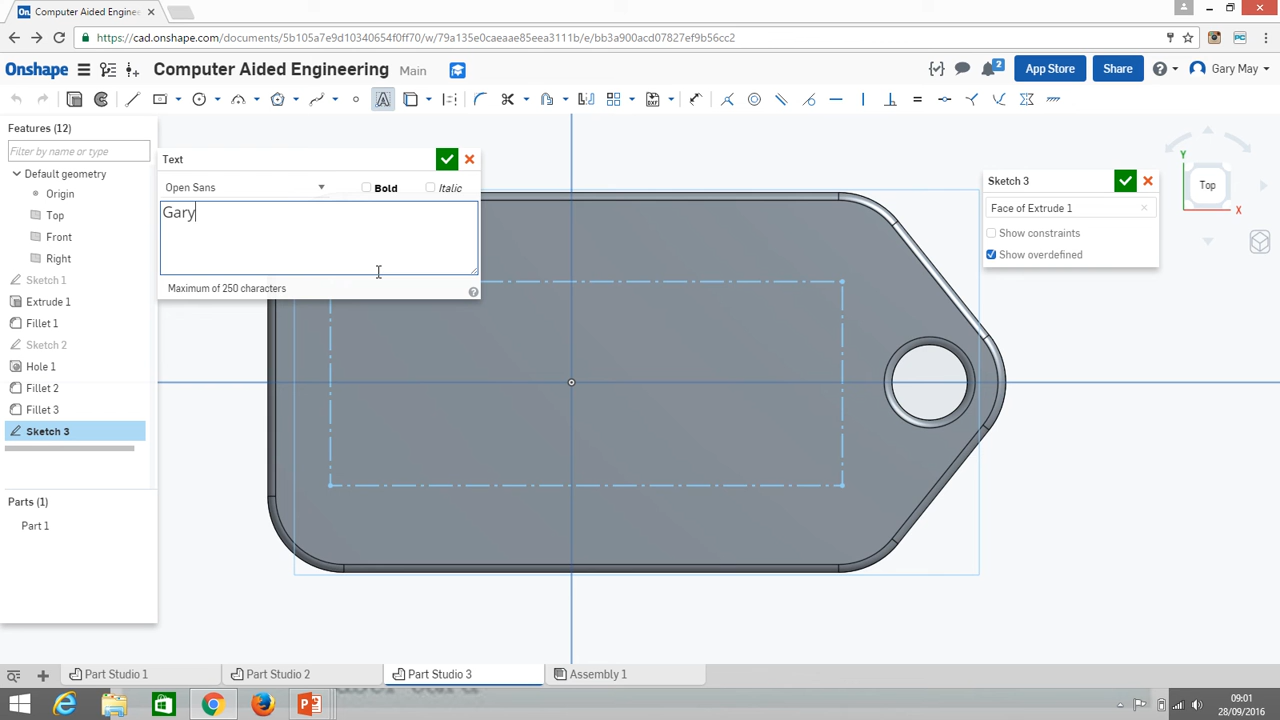 Computer Aided Enginee
https://cad.onshape.com/documents/5b105a7e9d10340654f0ff70/w/79a135e0caeaae85eea3111b/e/bb3a900acd07827ef9b5ecc2
Onshape
Computer Aided Engineering
Main
2
App Store
Share
Gary May
Features (12)
Filter by name or type
Default geometry
Origin
Top
Front
Right
Sketch 1
Extrude 1
Fillet 1
Sketch 2
Hole 1
Fillet 2
Fillet 3
Sketch 3
Parts (1)
Part 1
Text
Open Sans
Bold
Italic
Gary
Maximum of 250 characters
Sketch 3
Face of Extrude 1
Show constraints
Show overdefined
Y
Top
X
Part Studio 1
Part Studio 2
Part Studio 3
Assembly 1
09:01
28/09/2016